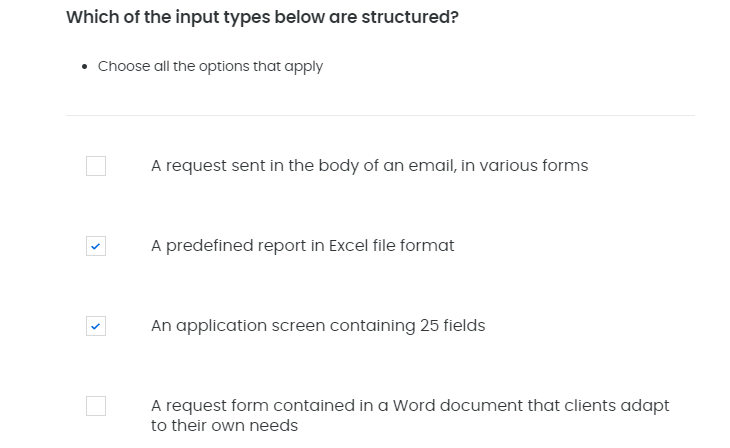 Which of the input types below are structured?
• Choose all the options that apply
A request sent in the body of an email, in various forms
A predefined report in Excel file format
An application screen containing 25 fields
A request form contained in a Word document that clients adapt
to their own needs